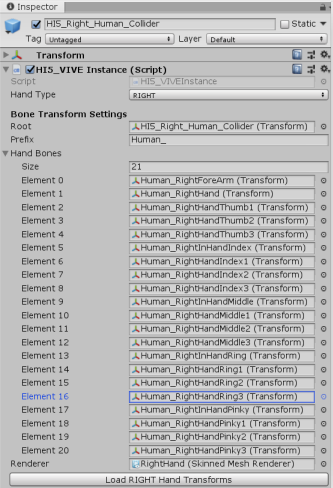 Inspector
HI5_Right_Human_Collider Static
Tag Untagged Layer Default
Transform
HI5_VIVE Instance (Script)
Script HI5_VIVEInstance
Hand Type RIGHT
Bone Transform Settings
Root HI5_Right_Human_Collider (Transform)
Prefix Human_
Hand Bones
Size 21
Element 0 Human_RightForeArm (Transform)
Element 1 Human_RightHand (Transform)
Element 2 Human_RightHandThumb1 (Transform)
Element 3 Human_RightHandThumb2 (Transform)
Element 4 Human_RightHandThumb3 (Transform)
Element 5 Human_RightInHandIndex (Transform)
Element 6 Human_RightHandIndex1 (Transform)
Element 7 Human_RightHandIndex2 (Transform)
Element 8 Human_RightHandIndex3 (Transform)
Element 9 Human_RightInHandMiddle (Transform)
Element 10 Human_RightHandMiddle1 (Transform)
Element 11 Human_RightHandMiddle2 (Transform)
Element 12 Human_RightHandMiddle3 (Transform)
Element 13 Human_RightInHandRing (Transform)
Element 14 Human_RightHandRing1 (Transform)
Element 15 Human_RightHandRing2 (Transform)
Element 16 Human_RightHandRing3 (Transform)
Element 17 Human_RightInHandPinky (Transform)
Element 18 Human_RightHandPinky1 (Transform)
Element 19 Human_RightHandPinky2 (Transform)
Element 20 Human_RightHandPinky3 (Transform)
Renderer RightHand (Skinned Mesh Renderer)
Load RIGHT Hand Transforms